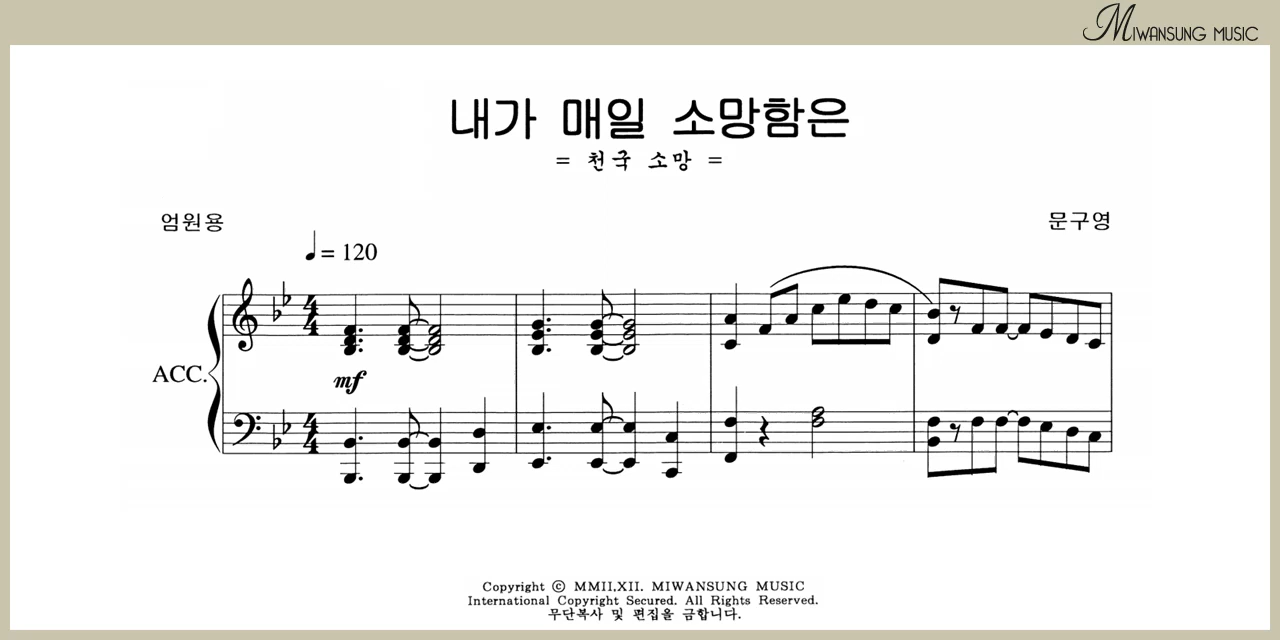 MIWANSUNG MUSIC
내가 매일 소망함은
= 천국 소망 =
엄원용 문구영
♩= 120
ACC.
mf
Copyright ⓒ MMII,XII. MIWANSUNG MUSIC
International Copyright Secured. All Rights Reserved.
무단복사 및 편집을 금합니다.